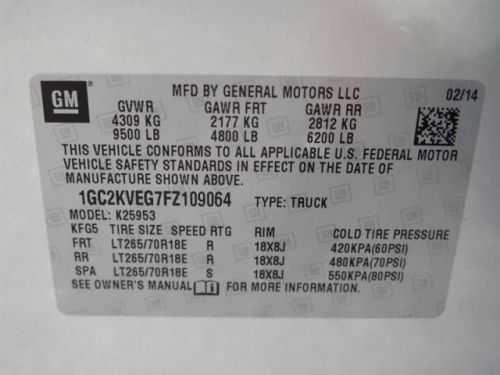 GM
MFD BY GENERAL MOTORS LLC
02/14
GVWR GAWR FRT GAWR RR
4309 KG 2177 KG 2812 KG
9500 LB 4800 LB 6200 LB
THIS VEHICLE CONFORMS TO ALL APPLICABLE U.S. FEDERAL MOTOR
VEHICLE SAFETY STANDARDS IN EFFECT ON THE DATE OF
MANUFACTURE SHOWN ABOVE.
1GC2KVEG7FZ109064 TYPE: TRUCK
MODEL: K25953
KFG5 TIRE SIZE SPEED RTG RIM COLD TIRE PRESSURE
FRT LT265/70R18E R 18X8J 420KPA(60PSI)
RR LT265/70R18E R 18X8J 480KPA(70PSI)
SPA LT265/70R18E S 18X8J 550KPA(80PSI)
SEE OWNER'S MANUAL FOR MORE INFORMATION.